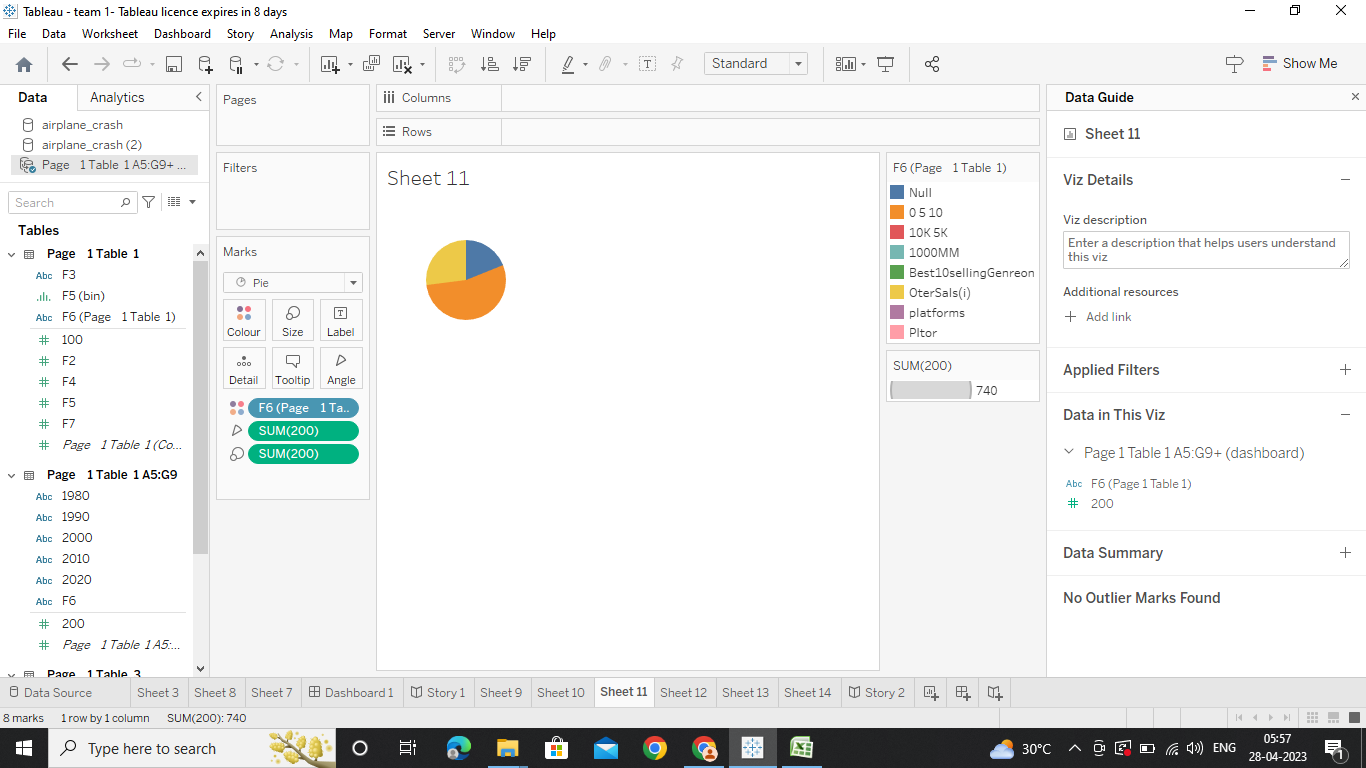 Tableau - team 1- Tableau licence expires in 8 days
File Data Worksheet Dashboard Story Analysis Map Format Server Window Help
Standard
Show Me
Data Analytics
airplane_crash
airplane_crash (2)
Page 1 Table 1 A5:G9+ ...
Search
Tables
Page 1 Table 1
Abc F3
F5 (bin)
Abc F6 (Page 1 Table 1)
# 100
# F2
# F4
# F5
# F7
# Page 1 Table 1 (Co...
Page 1 Table 1 A5:G9
Abc 1980
Abc 1990
Abc 2000
Abc 2010
Abc 2020
Abc F6
# 200
# Page 1 Table 1 A5:...
Page 1 Table 3
Pages
Filters
Marks
Pie
Colour Size Label
Detail Tooltip Angle
F6 (Page 1 Ta..
SUM(200)
SUM(200)
Columns
Rows
Sheet 11
F6 (Page 1 Table 1)
Null
0 5 10
10K 5K
1000MM
Best10sellingGenreon
OterSals(i)
platforms
Pltor
SUM(200)
740
Data Guide
Sheet 11
Viz Details
Viz description
Enter a description that helps users understand
this viz
Additional resources
Add link
Applied Filters
Data in This Viz
Page 1 Table 1 A5:G9+ (dashboard)
Abc F6 (Page 1 Table 1)
# 200
Data Summary
No Outlier Marks Found
Data Source Sheet 3 Sheet 8 Sheet 7 Dashboard 1 Story 1 Sheet 9 Sheet 10 Sheet 11 Sheet 12 Sheet 13 Sheet 14 Story 2
8 marks 1 row by 1 column SUM(200): 740
Type here to search
30°C
ENG
05:57
28-04-2023
1